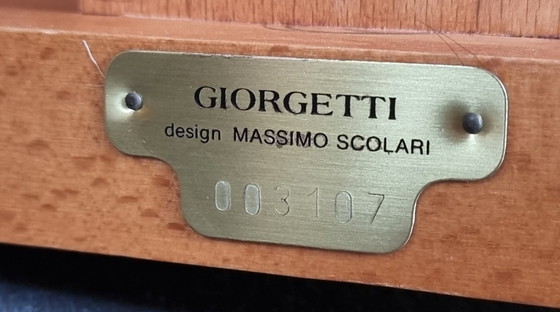 GIORGETTI
design MASSIMO SCOLARI
003107